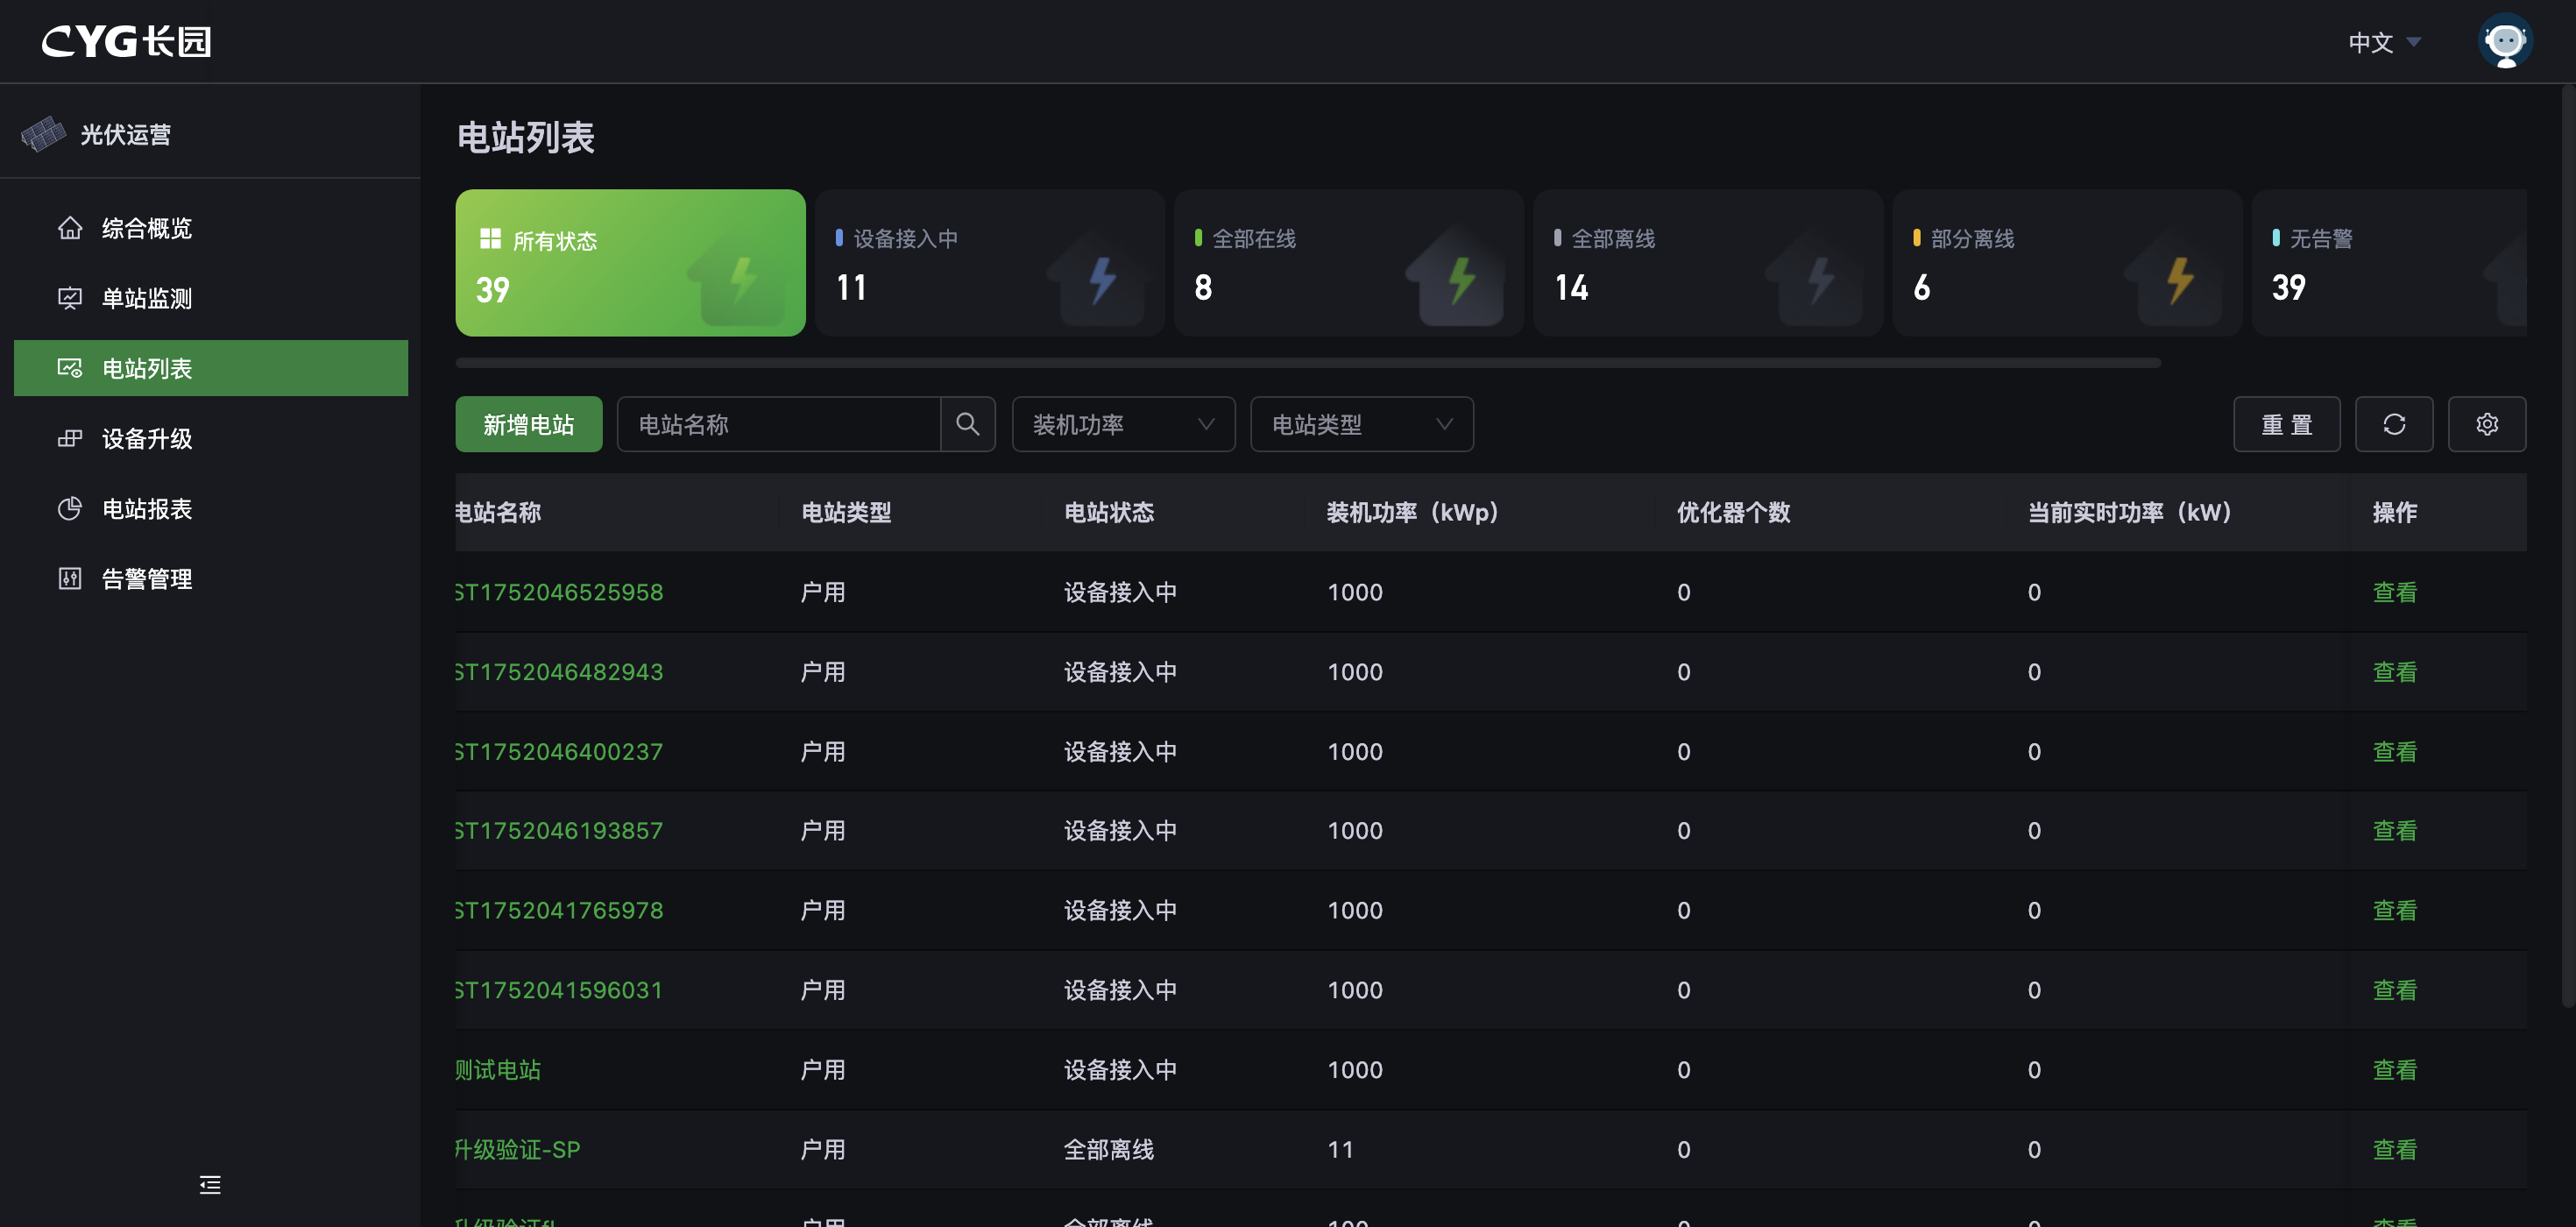 CYG长园
中文
光伏运营
综合概览
单站监测
电站列表
设备升级
电站报表
告警管理
电站列表
所有状态
39
设备接入中
11
全部在线
8
全部离线
14
部分离线
6
无告警
39
新增电站
电站名称
装机功率
电站类型
重 置
电站名称 电站类型 电站状态 装机功率（kWp） 优化器个数 当前实时功率（kW） 操作
ST1752046525958 户用 设备接入中 1000 0 0 查看
ST1752046482943 户用 设备接入中 1000 0 0 查看
ST1752046400237 户用 设备接入中 1000 0 0 查看
ST1752046193857 户用 设备接入中 1000 0 0 查看
ST1752041765978 户用 设备接入中 1000 0 0 查看
ST1752041596031 户用 设备接入中 1000 0 0 查看
测试电站 户用 设备接入中 1000 0 0 查看
升级验证-SP 户用 全部离线 11 0 0 查看